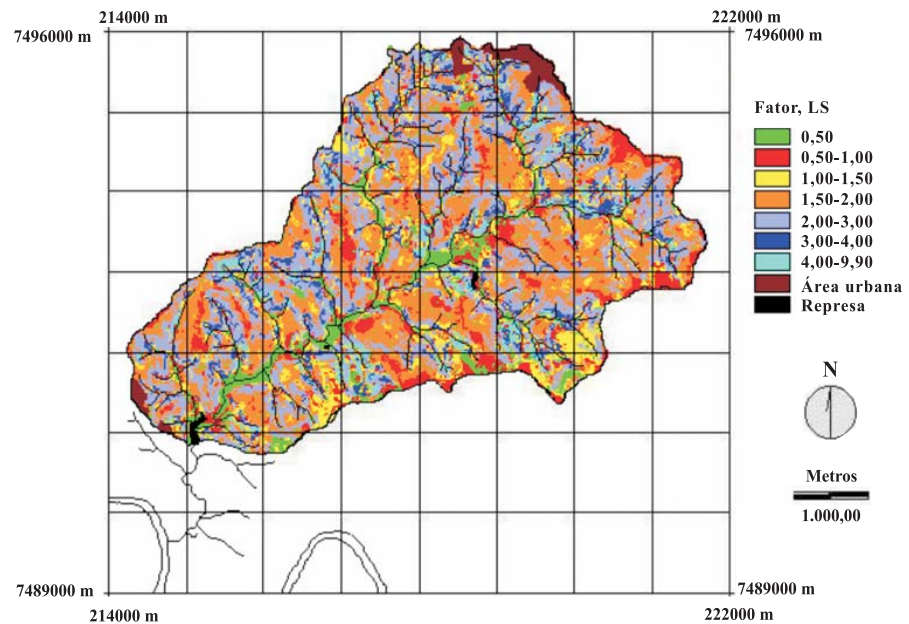 214000 m
222000 m
7496000 m
7496000 m
Fator, LS
0,50
0,50-1,00
1,00-1,50
1,50-2,00
2,00-3,00
3,00-4,00
4,00-9,90
Área urbana
Represa
N
Metros
1.000,00
7489000 m
7489000 m
214000 m
222000 m